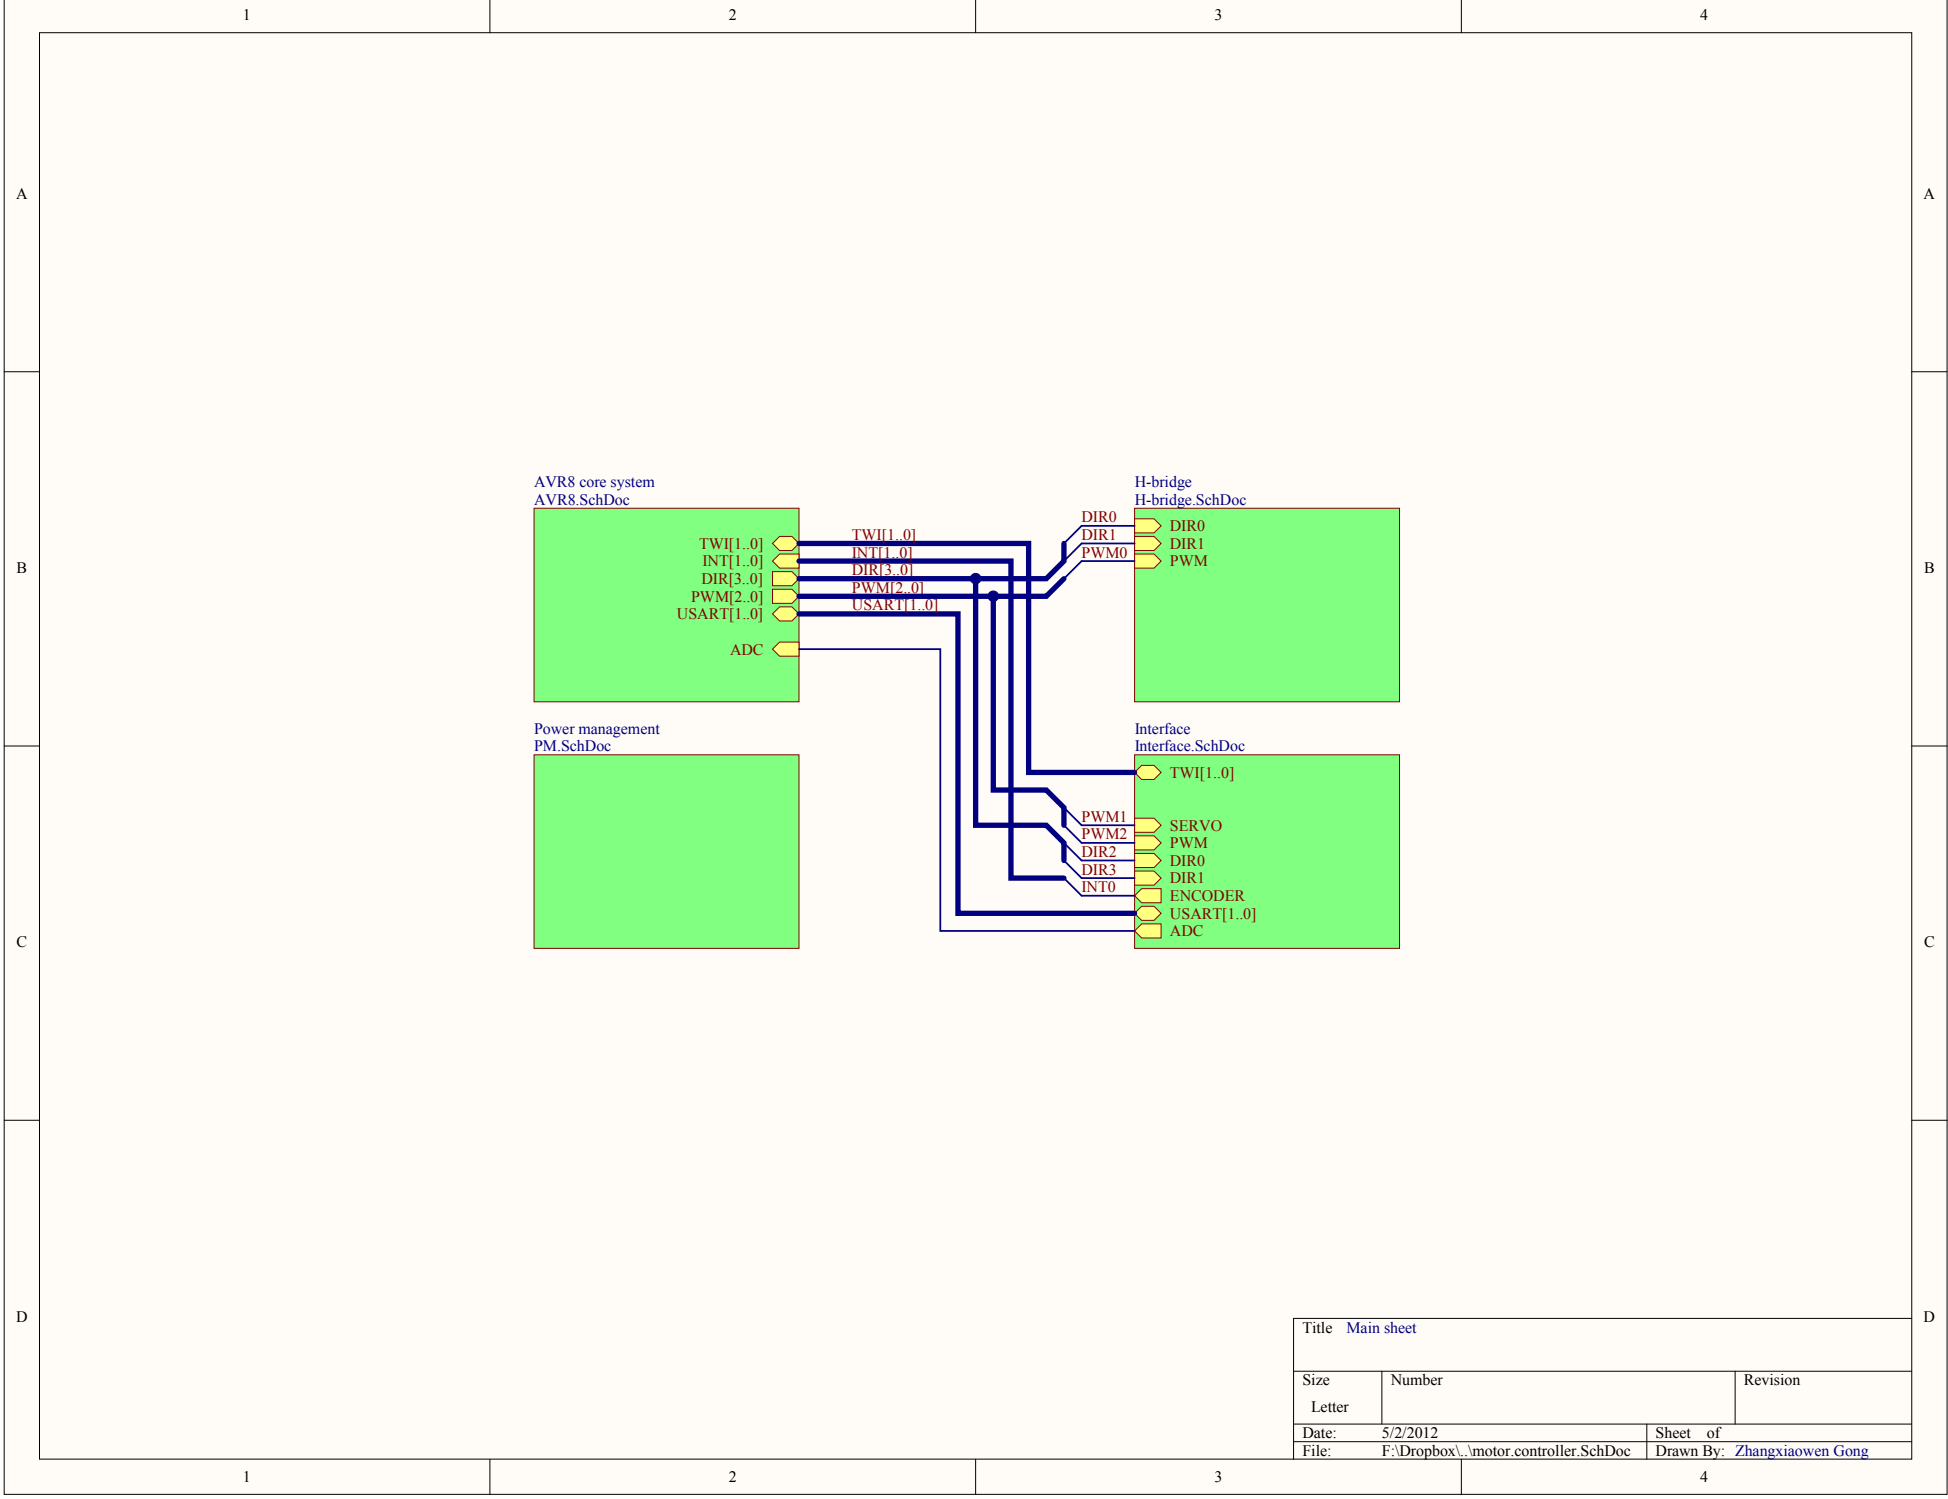 1 2 3 4
A A
AVR8 core system
AVR8.SchDoc
TWI[1..0]
INT[1..0]
DIR[3..0]
PWM[2..0]
USART[1..0]
ADC
TWI[1..0]
INT[1..0]
DIR[3..0]
PWM[2..0]
USART[1..0]
H-bridge
H-bridge.SchDoc
DIR0 DIR0
DIR1 DIR1
PWM0 PWM
B B
Power management
PM.SchDoc
Interface
Interface.SchDoc
TWI[1..0]
PWM1 SERVO
PWM2 PWM
DIR2 DIR0
DIR3 DIR1
INT0 ENCODER
USART[1..0]
ADC
C C
D D
Title Main sheet
Size Number Revision
Letter
Date: 5/2/2012 Sheet of
File: F:\Dropbox\..\motor.controller.SchDoc Drawn By: Zhangxiaowen Gong
1 2 3 4